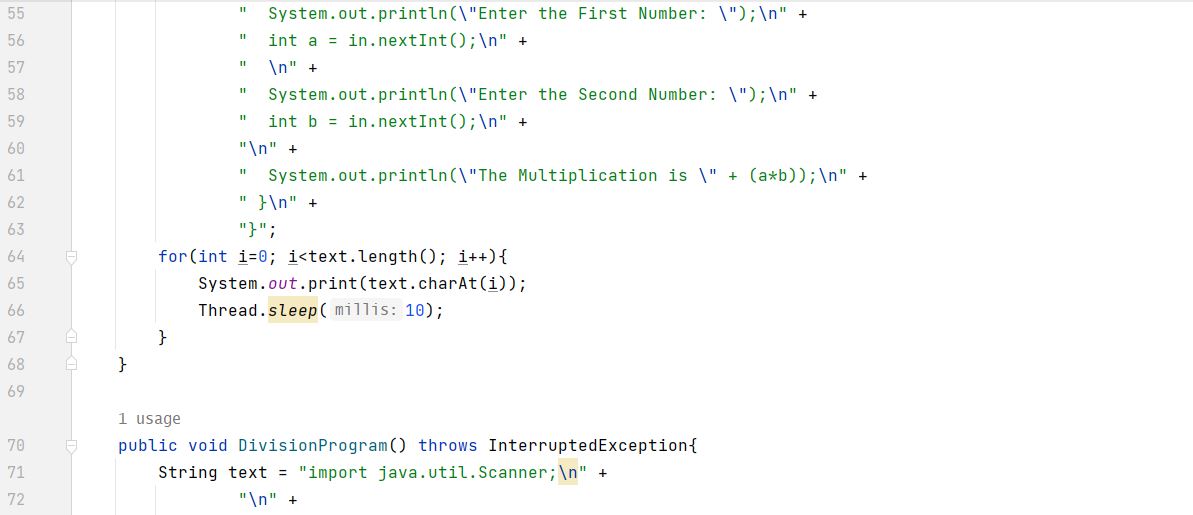 55 "  System.out.println(\"Enter the First Number: \");\n" +
56 "  int a = in.nextInt();\n" +
57 "  \n" +
58 "  System.out.println(\"Enter the Second Number: \");\n" +
59 "  int b = in.nextInt();\n" +
60 "\n" +
61 "  System.out.println(\"The Multiplication is \" + (a*b));\n" +
62 " }\n" +
63 "}";
64 for(int i=0; i<text.length(); i++){
65 System.out.print(text.charAt(i));
66 Thread.sleep( millis: 10);
67 }
68 }
69
1 usage
70 public void DivisionProgram() throws InterruptedException{
71 String text = "import java.util.Scanner;\n" +
72 "\n" +